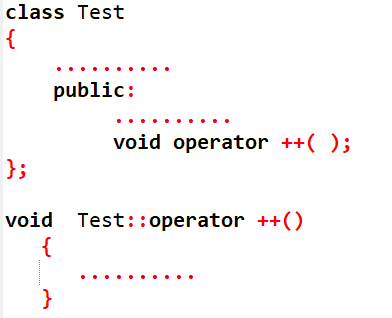 class Test
{
..........
public:
..........
void operator ++( );
};
void Test::operator ++()
{
..........
}